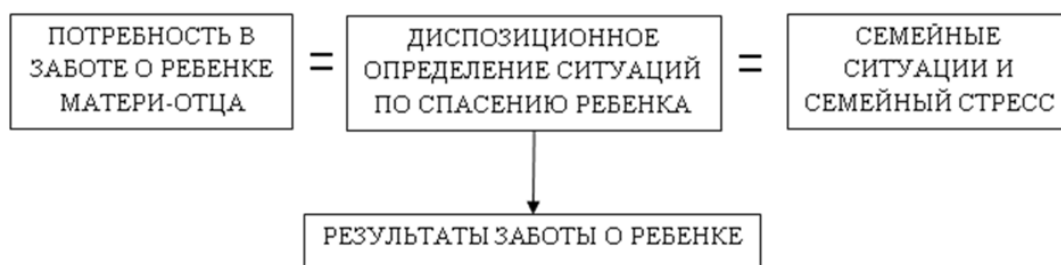 ПОТРЕБНОСТЬ В
ЗАБОТЕ О РЕБЕНКЕ
МАТЕРИ-ОТЦА
=
ДИСПОЗИЦИОННОЕ
ОПРЕДЕЛЕНИЕ СИТУАЦИЙ
ПО СПАСЕНИЮ РЕБЕНКА
=
СЕМЕЙНЫЕ
СИТУАЦИИ И
СЕМЕЙНЫЙ СТРЕСС
РЕЗУЛЬТАТЫ ЗАБОТЫ О РЕБЕНКЕ